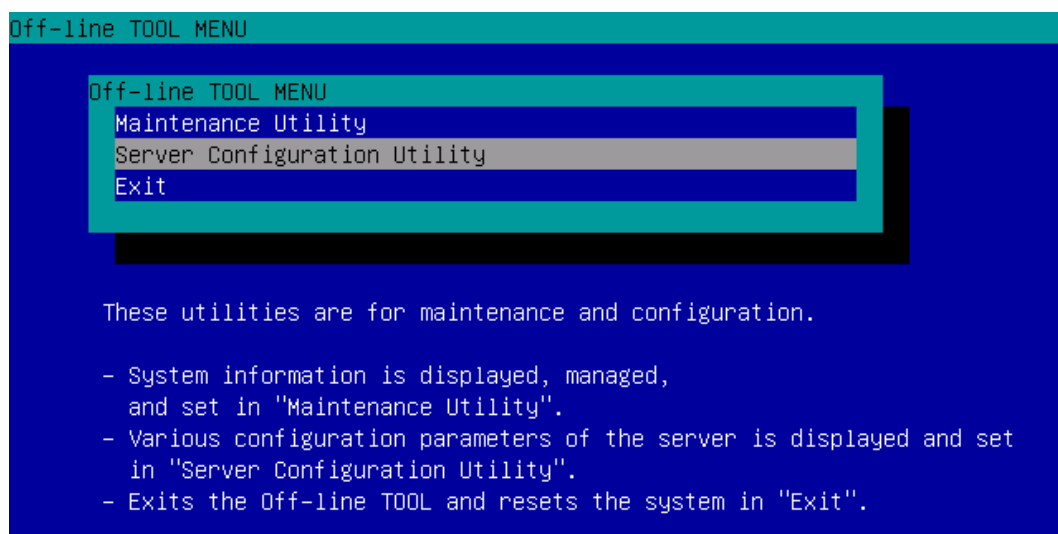 Off-line TOOL MENU
Off-line TOOL MENU
Maintenance Utility
Server Configuration Utility
Exit
These utilities are for maintenance and configuration.
- System information is displayed, managed,
and set in "Maintenance Utility".
- Various configuration parameters of the server is displayed and set
in "Server Configuration Utility".
- Exits the Off-line TOOL and resets the system in "Exit".